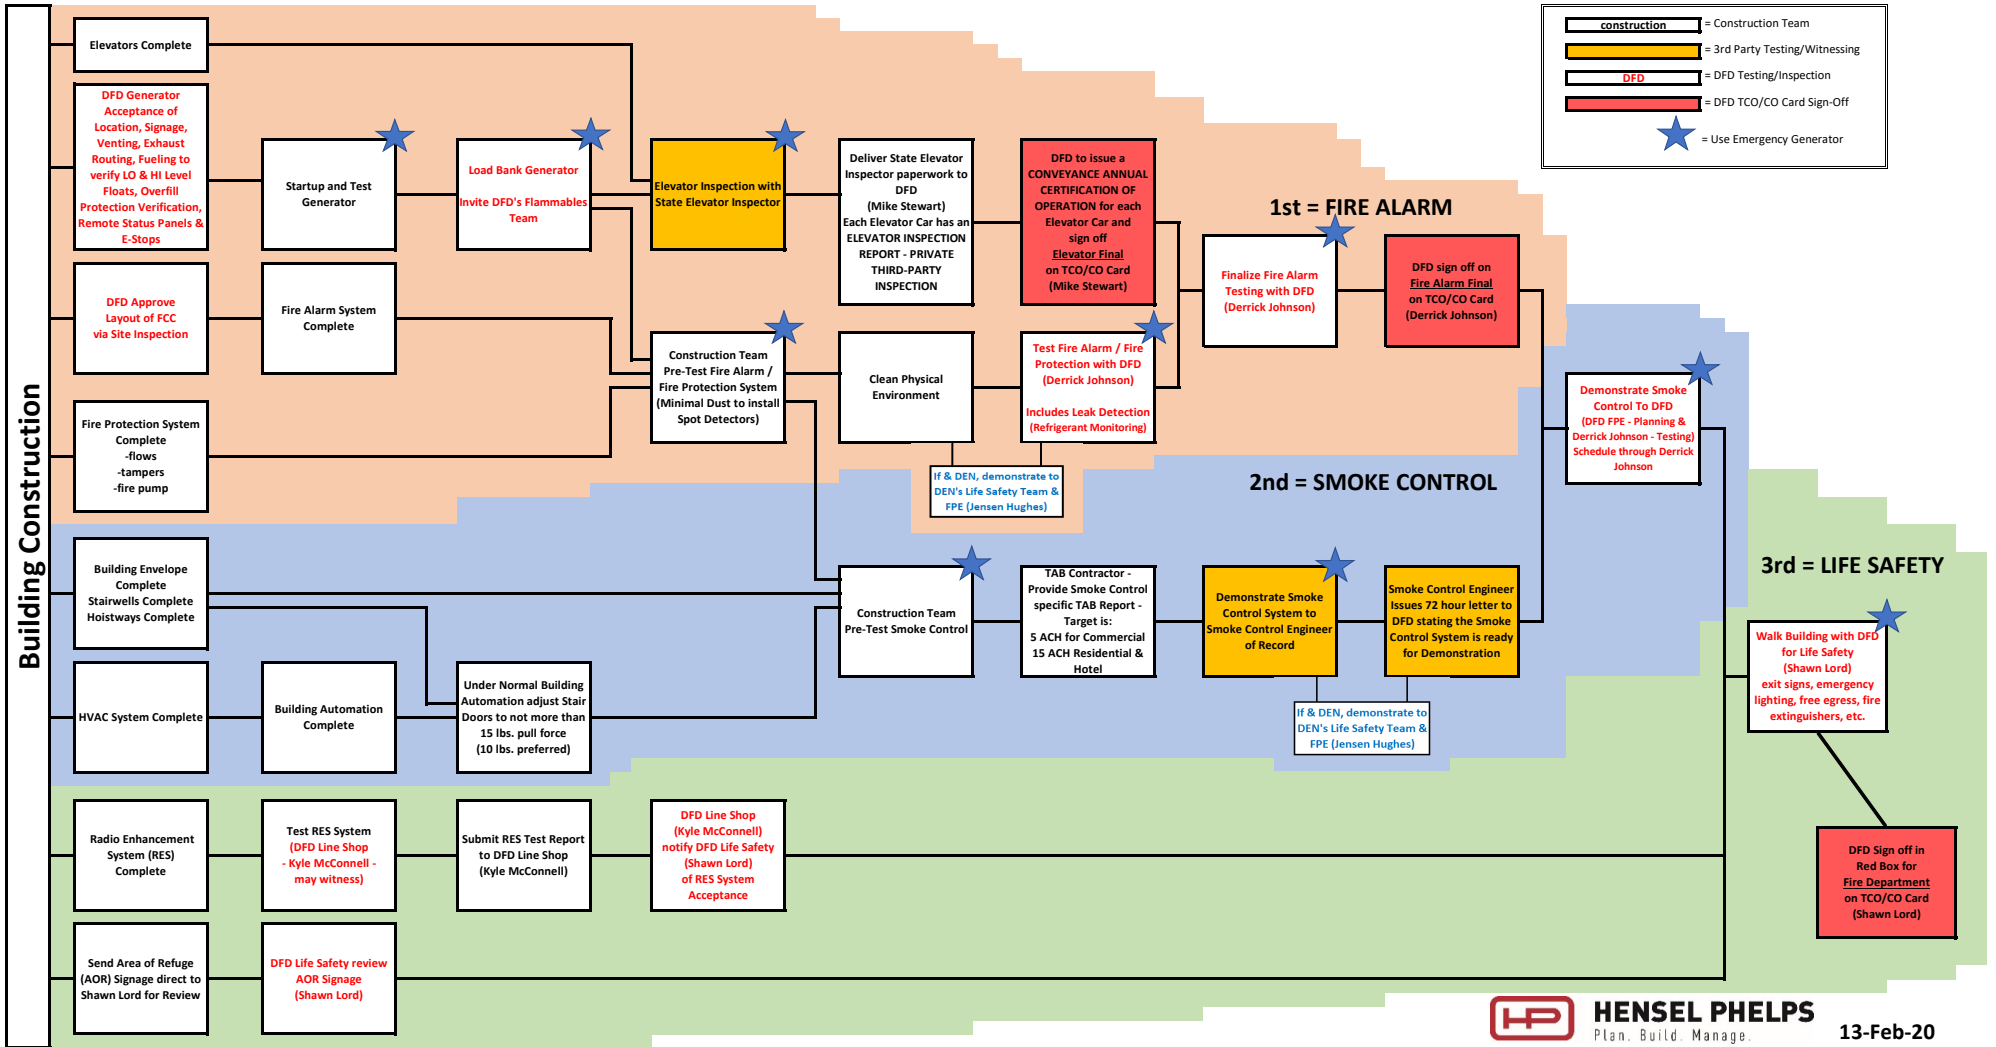 Building Construction
construction
= Construction Team
= 3rd Party Testing/Witnessing
DFD
= DFD Testing/Inspection
= DFD TCO/CO Card Sign-Off
= Use Emergency Generator
Elevators Complete
DFD Generator
Acceptance of
Location, Signage,
Venting, Exhaust
Routing, Fueling to
verify LO & HI Level
Floats, Overfill
Protection Verification,
Remote Status Panels &
E-Stops
Startup and Test
Generator
Load Bank Generator
Invite DFD's Flammables
Team
Elevator Inspection with
State Elevator Inspector
Deliver State Elevator
Inspector paperwork to
DFD
(Mike Stewart)
Each Elevator Car has an
ELEVATOR INSPECTION
REPORT - PRIVATE
THIRD-PARTY
INSPECTION
DFD to issue a
CONVEYANCE ANNUAL
CERTIFICATION OF
OPERATION for each
Elevator Car and
sign off
Elevator Final
on TCO/CO Card
(Mike Stewart)
1st = FIRE ALARM
Finalize Fire Alarm
Testing with DFD
(Derrick Johnson)
DFD sign off on
Fire Alarm Final
on TCO/CO Card
(Derrick Johnson)
DFD Approve
Layout of FCC
via Site Inspection
Fire Alarm System
Complete
Construction Team
Pre-Test Fire Alarm /
Fire Protection System
(Minimal Dust to install
Spot Detectors)
Clean Physical
Environment
Test Fire Alarm / Fire
Protection with DFD
(Derrick Johnson)
Includes Leak Detection
(Refrigerant Monitoring)
If & DEN, demonstrate to
DEN's Life Safety Team &
FPE (Jensen Hughes)
Fire Protection System
Complete
-flows
-tampers
-fire pump
2nd = SMOKE CONTROL
Demonstrate Smoke
Control To DFD
(DFD FPE - Planning &
Derrick Johnson - Testing)
Schedule through Derrick
Johnson
Building Envelope
Complete
Stairwells Complete
Hoistways Complete
Construction Team
Pre-Test Smoke Control
TAB Contractor -
Provide Smoke Control
specific TAB Report -
Target is:
5 ACH for Commercial
15 ACH Residential &
Hotel
Demonstrate Smoke
Control System to
Smoke Control Engineer
of Record
Smoke Control Engineer
Issues 72 hour letter to
DFD stating the Smoke
Control System is ready
for Demonstration
If & DEN, demonstrate to
DEN's Life Safety Team &
FPE (Jensen Hughes)
HVAC System Complete
Building Automation
Complete
Under Normal Building
Automation adjust Stair
Doors to not more than
15 lbs. pull force
(10 lbs. preferred)
3rd = LIFE SAFETY
Walk Building with DFD
for Life Safety
(Shawn Lord)
exit signs, emergency
lighting, free egress, fire
extinguishers, etc.
Radio Enhancement
System (RES)
Complete
Test RES System
(DFD Line Shop
- Kyle McConnell -
may witness)
Submit RES Test Report
to DFD Line Shop
(Kyle McConnell)
DFD Line Shop
(Kyle McConnell)
notify DFD Life Safety
(Shawn Lord)
of RES System
Acceptance
DFD Sign off in
Red Box for
Fire Department
on TCO/CO Card
(Shawn Lord)
Send Area of Refuge
(AOR) Signage direct to
Shawn Lord for Review
DFD Life Safety review
AOR Signage
(Shawn Lord)
HP
HENSEL PHELPS
Plan. Build. Manage.
13-Feb-20